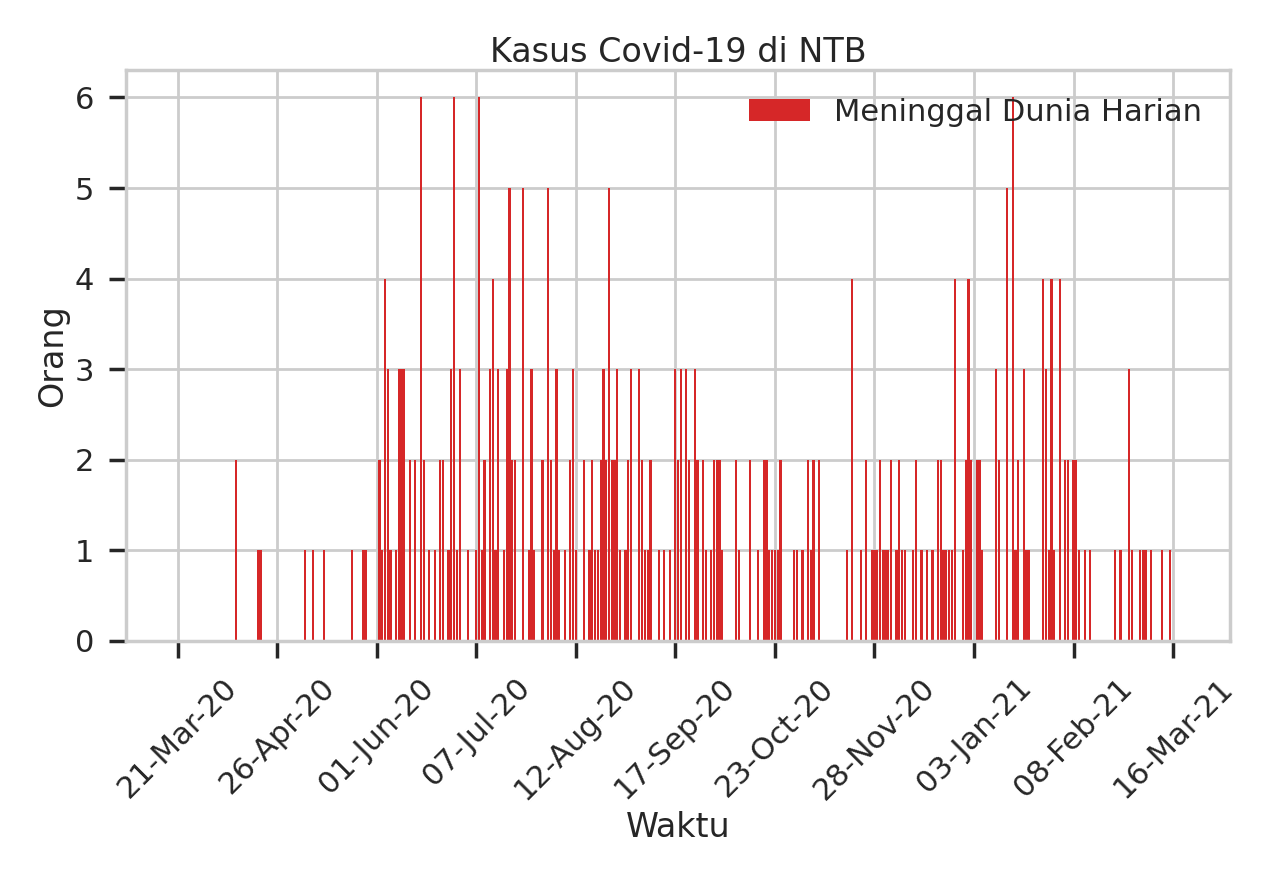 Kasus Covid-19 di NTB
Meninggal Dunia Harian
Orang
6
5
4
3
2
1
0
21-Mar-20
26-Apr-20
01-Jun-20
07-Jul-20
12-Aug-20
17-Sep-20
23-Oct-20
28-Nov-20
03-Jan-21
08-Feb-21
16-Mar-21
Waktu